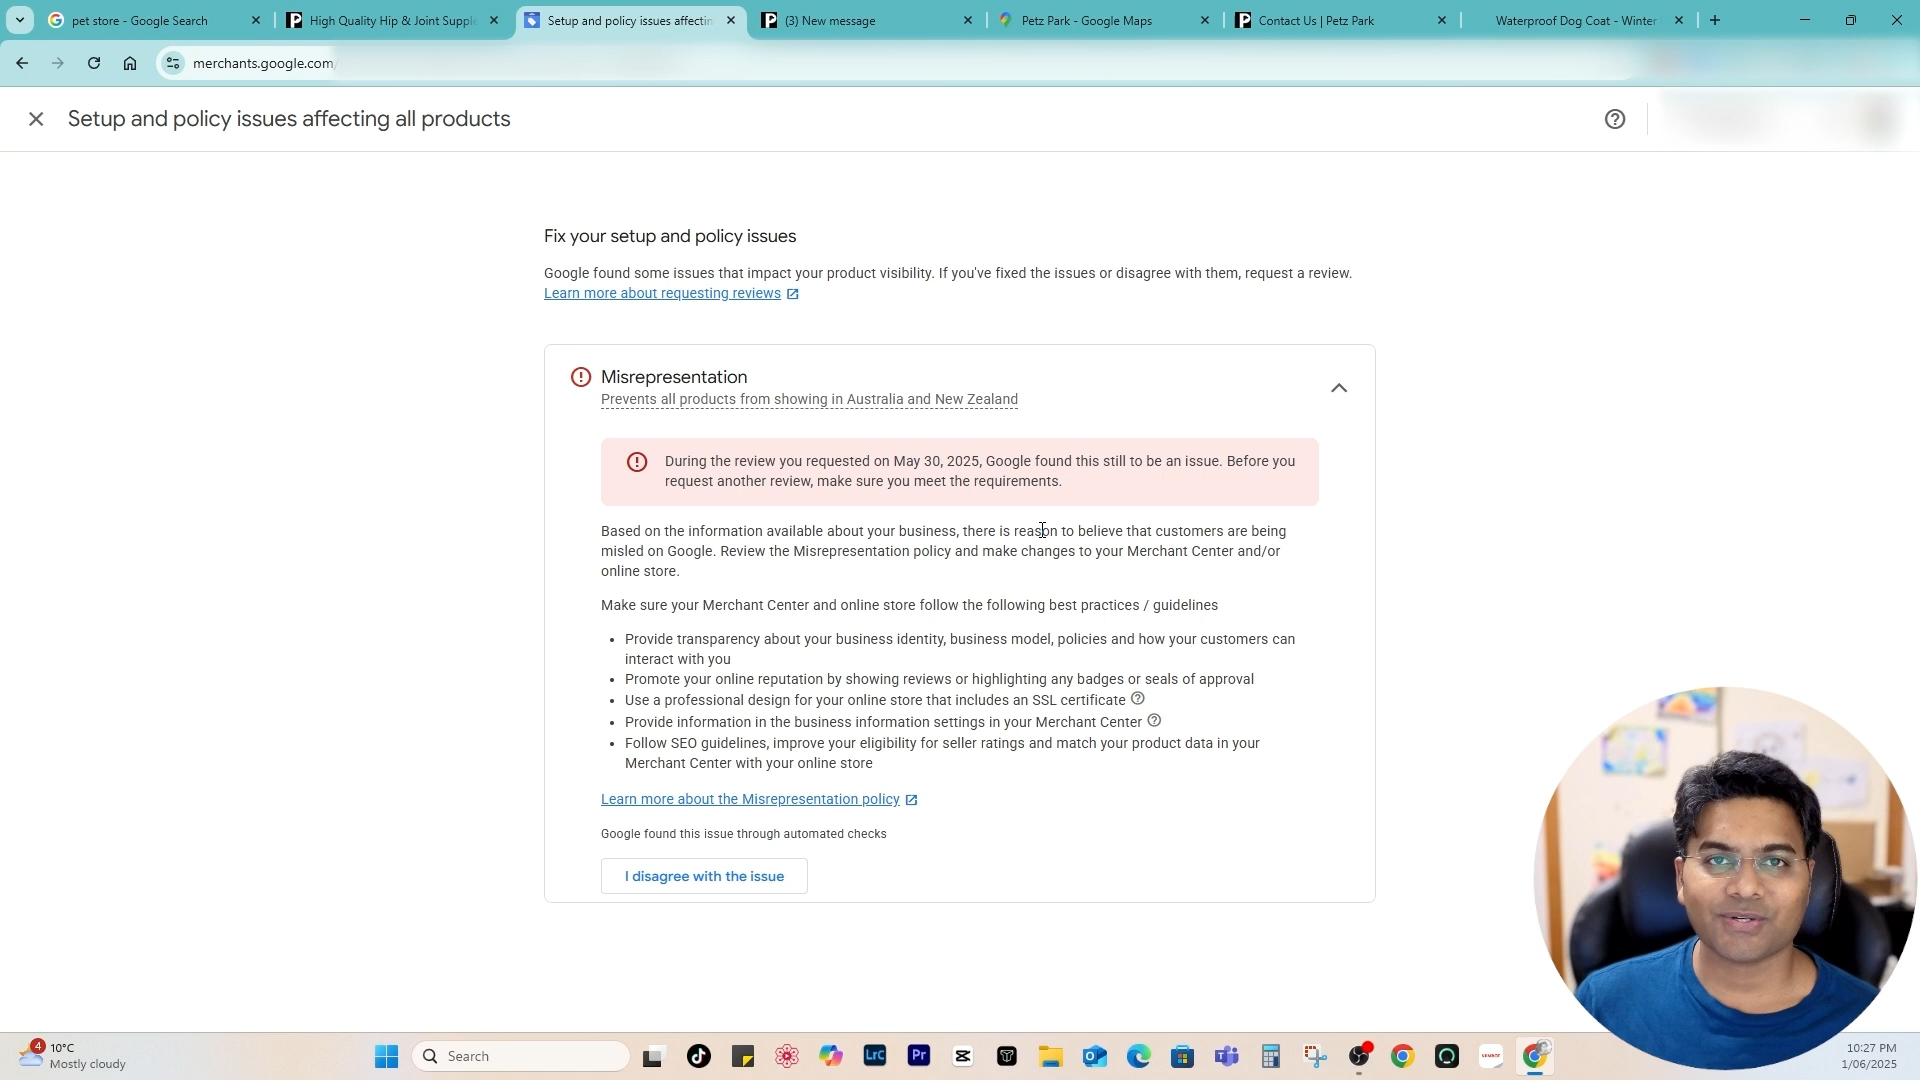 pet store - Google Search
High Quality Hip & Joint Supple
Setup and policy issues affectin
(3) New message
Petz Park - Google Maps
Contact Us | Petz Park
Waterproof Dog Coat - Winter
merchants.google.com/
Setup and policy issues affecting all products
Fix your setup and policy issues
Google found some issues that impact your product visibility. If you've fixed the issues or disagree with them, request a review.
Learn more about requesting reviews
Misrepresentation
Prevents all products from showing in Australia and New Zealand
During the review you requested on May 30, 2025, Google found this still to be an issue. Before you
request another review, make sure you meet the requirements.
Based on the information available about your business, there is reason to believe that customers are being
misled on Google. Review the Misrepresentation policy and make changes to your Merchant Center and/or
online store.
Make sure your Merchant Center and online store follow the following best practices / guidelines
• Provide transparency about your business identity, business model, policies and how your customers can
interact with you
• Promote your online reputation by showing reviews or highlighting any badges or seals of approval
• Use a professional design for your online store that includes an SSL certificate
• Provide information in the business information settings in your Merchant Center
• Follow SEO guidelines, improve your eligibility for seller ratings and match your product data in your
Merchant Center with your online store
Learn more about the Misrepresentation policy
Google found this issue through automated checks
I disagree with the issue
4
10°C
Mostly cloudy
Search
LrC
Pr
10:27 PM
1/06/2025